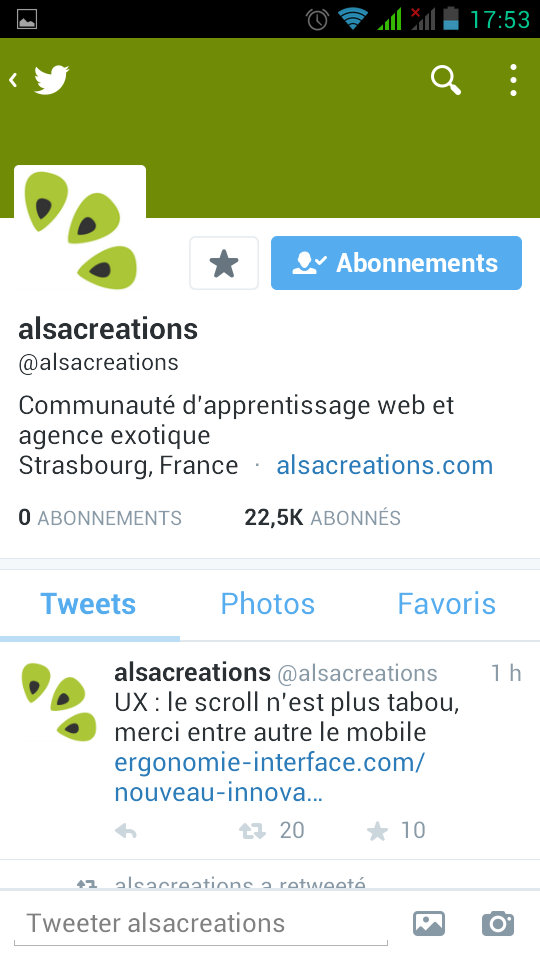 17:53
Abonnements
alsacreations
@alsacreations
Communauté d'apprentissage web et
agence exotique
Strasbourg, France · alsacreations.com
0 ABONNEMENTS 22,5K ABONNÉS
Tweets Photos Favoris
alsacreations @alsacreations 1 h
UX : le scroll n'est plus tabou,
merci entre autre le mobile
ergonomie-interface.com/
nouveau-innova...
20 10
alsacreations a retweeté
Tweeter alsacreations